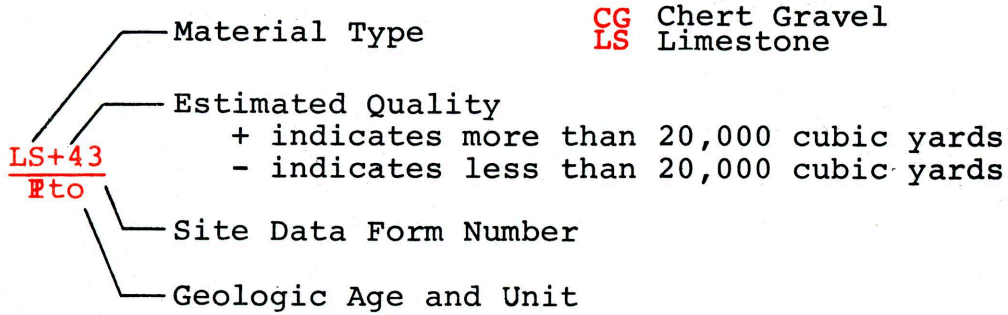 Material Type
CG Chert Gravel
LS Limestone
Estimated Quality
+ indicates more than 20,000 cubic yards
- indicates less than 20,000 cubic yards
LS+43
ℙto
Site Data Form Number
Geologic Age and Unit